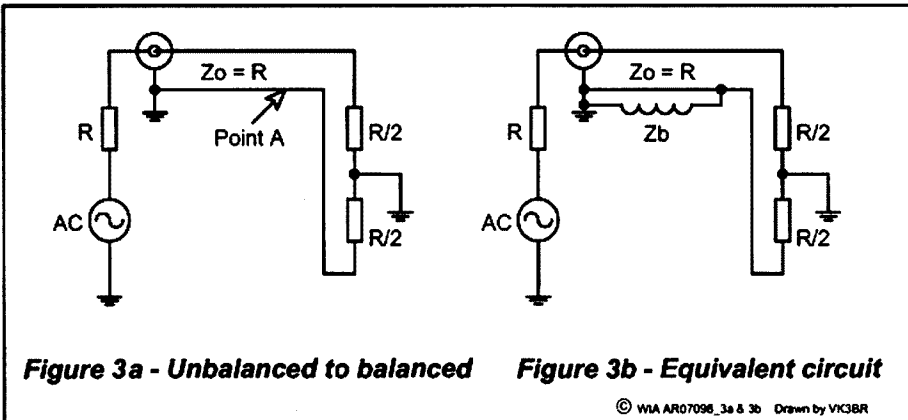 Zo = R
Point A
R
R/2
AC
R/2
Zo = R
R
Zb
R/2
AC
R/2
Figure 3a - Unbalanced to balanced
Figure 3b - Equivalent circuit
© WIA AR07096_3a & 3b Drawn by VK3BR